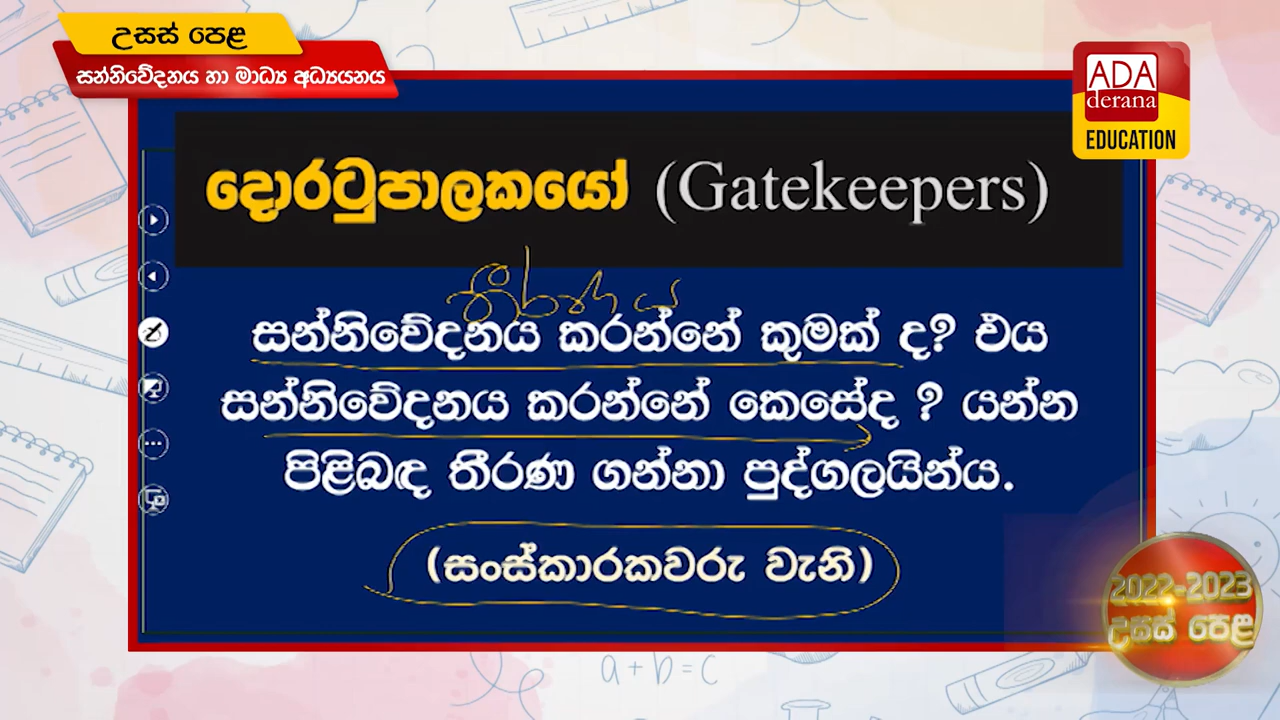 උසස් පෙළ
සන්නිවේදනය හා මාධ්‍ය අධ්‍යයනය
ADA
derana
EDUCATION
දොරටුපාලකයෝ (Gatekeepers)
තීරණය
සන්නිවේදනය කරන්නේ කුමක් ද? එය
සන්නිවේදනය කරන්නේ කෙසේද ? යන්න
පිළිබඳ තීරණ ගන්නා පුද්ගලයින්ය.
(සංස්කාරකවරු වැනි)
2022-2023
උසස් පෙළ
a+b=c